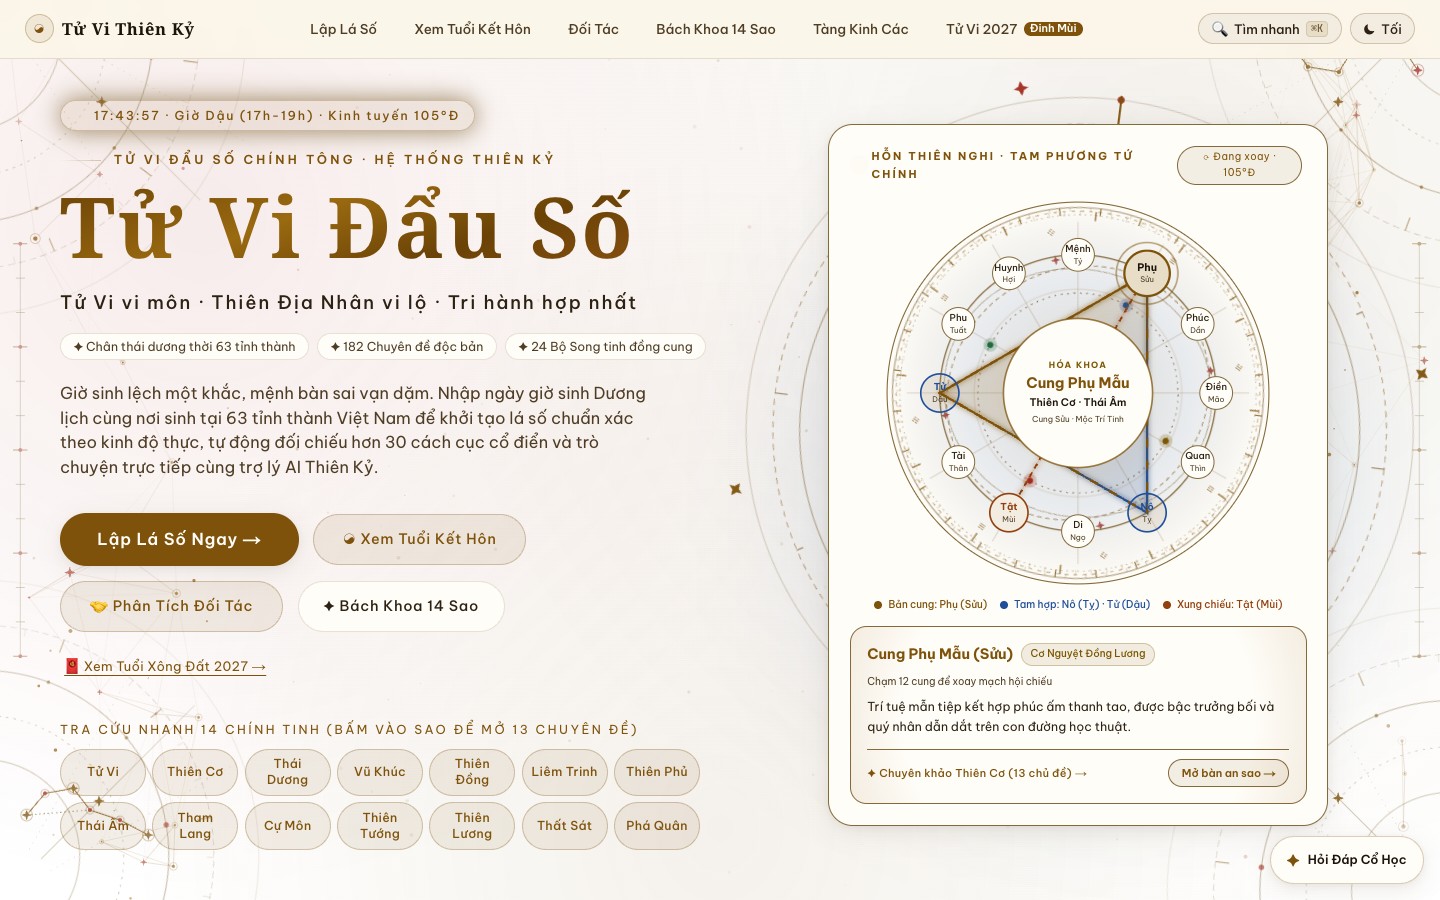 Tử Vi Thiên Kỷ
Lập Lá Số
Xem Tuổi Kết Hôn
Đối Tác
Bách Khoa 14 Sao
Tàng Kinh Các
Tử Vi 2027 Đinh Mùi
Tìm nhanh ⌘K
Tối
17:43:57 · Giờ Dậu (17h-19h) · Kinh tuyến 105°Đ
TỬ VI ĐẨU SỐ CHÍNH TÔNG · HỆ THỐNG THIÊN KỶ
Tử Vi Đẩu Số
Tử Vi vi môn · Thiên Địa Nhân vi lộ · Tri hành hợp nhất
✦ Chân thái dương thời 63 tỉnh thành
✦ 182 Chuyên đề độc bản
✦ 24 Bộ Song tinh đồng cung
Giờ sinh lệch một khắc, mệnh bàn sai vạn dặm. Nhập ngày giờ sinh Dương
lịch cùng nơi sinh tại 63 tỉnh thành Việt Nam để khởi tạo lá số chuẩn xác
theo kinh độ thực, tự động đối chiếu hơn 30 cách cục cổ điển và trò
chuyện trực tiếp cùng trợ lý AI Thiên Kỷ.
Lập Lá Số Ngay →
Xem Tuổi Kết Hôn
Phân Tích Đối Tác
✦ Bách Khoa 14 Sao
Xem Tuổi Xông Đất 2027 →
TRA CỨU NHANH 14 CHÍNH TINH (BẤM VÀO SAO ĐỂ MỞ 13 CHUYÊN ĐỀ)
Tử Vi
Thiên Cơ
Thái
Dương
Vũ Khúc
Thiên
Đồng
Liêm Trinh
Thiên Phủ
Thái Âm
Tham
Lang
Cự Môn
Thiên
Tướng
Thiên
Lương
Thất Sát
Phá Quân
HỖN THIÊN NGHI · TAM PHƯƠNG TỨ
CHÍNH
Đang xoay ·
105°Đ
Mệnh
Tý
Phụ
Sửu
Phúc
Dần
Điền
Mão
Quan
Thìn
Nô
Tỵ
Di
Ngọ
Tật
Mùi
Tài
Thân
Tử
Dậu
Phu
Tuất
Huynh
Hợi
HÓA KHOA
Cung Phụ Mẫu
Thiên Cơ · Thái Âm
Cung Sửu · Mộc Trí Tinh
Bản cung: Phụ (Sửu)
Tam hợp: Nô (Tỵ) · Tử (Dậu)
Xung chiếu: Tật (Mùi)
Cung Phụ Mẫu (Sửu)
Cơ Nguyệt Đồng Lương
Chạm 12 cung để xoay mạch hội chiếu
Trí tuệ mẫn tiệp kết hợp phúc ấm thanh tao, được bậc trưởng bối và
quý nhân dẫn dắt trên con đường học thuật.
✦ Chuyên khảo Thiên Cơ (13 chủ đề) →
Mở bàn an sao →
✦ Hỏi Đáp Cổ Học